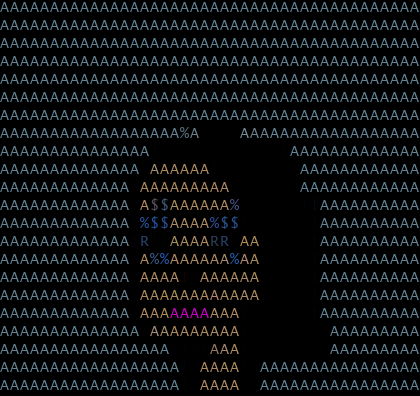 AAAAAAAAAAAAAAAAAAAAAAAAAAAAAAAAAAAAAAAAAA
AAAAAAAAAAAAAAAAAAAAAAAAAAAAAAAAAAAAAAAAAA
AAAAAAAAAAAAAAAAAAAAAAAAAAAAAAAAAAAAAAAAAA
AAAAAAAAAAAAAAAAAAAAAAAAAAAAAAAAAAAAAAAAAA
AAAAAAAAAAAAAAAAAAAAAAAAAAAAAAAAAAAAAAAAAA
AAAAAAAAAAAAAAAAAAAAAAAAAAAAAAAAAAAAAAAAAA
AAAAAAAAAAAAAAAAAAAAAAAAAAAAAAAAAAAAAAAAAA
AAAAAAAAAAAAAAAAAA%A    AAAAAAAAAAAAAAAAAA
AAAAAAAAAAAAAAA              AAAAAAAAAAAAA
AAAAAAAAAAAAAA AAAAAA         AAAAAAAAAAAA
AAAAAAAAAAAAA AAAAAAAAA       AAAAAAAAAAAA
AAAAAAAAAAAAA A$$AAAAAA%        AAAAAAAAAA
AAAAAAAAAAAAA %$$AAAA%$$        AAAAAAAAAA
AAAAAAAAAAAAA R  AAAARR AA      AAAAAAAAAA
AAAAAAAAAAAAA A%%AAAAAA%AA      AAAAAAAAAA
AAAAAAAAAAAAA AAAA  AAAAAA      AAAAAAAAAA
AAAAAAAAAAAAA AAAAAAAAAAAA      AAAAAAAAAA
AAAAAAAAAAAAA AAAAAAAAAA        AAAAAAAAAA
AAAAAAAAAAAAAA AAAAAAAAA         AAAAAAAAA
AAAAAAAAAAAAAAAAA    AAA         AAAAAAAAA
AAAAAAAAAAAAAAAAAA  AAAA  AAAAAAAAAAAAAAAA
AAAAAAAAAAAAAAAAAA  AAAA  AAAAAAAAAAAAAAAA